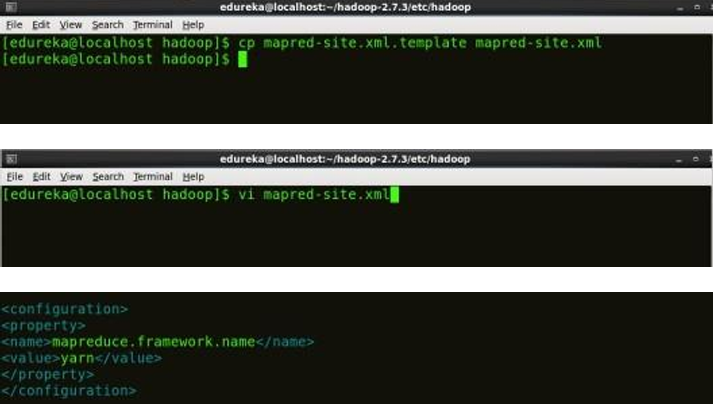 edureka@localhost:~/hadoop-2.7.3/etc/hadoop
File Edit View Search Terminal Help
[edureka@localhost hadoop]$ cp mapred-site.xml.template mapred-site.xml
[edureka@localhost hadoop]$
edureka@localhost:~/hadoop-2.7.3/etc/hadoop
File Edit View Search Terminal Help
[edureka@localhost hadoop]$ vi mapred-site.xml
<configuration>
<property>
<name>mapreduce.framework.name</name>
<value>yarn</value>
</property>
</configuration>